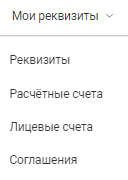 Мои реквизиты
Реквизиты
Расчётные счета
Лицевые счета
Соглашения